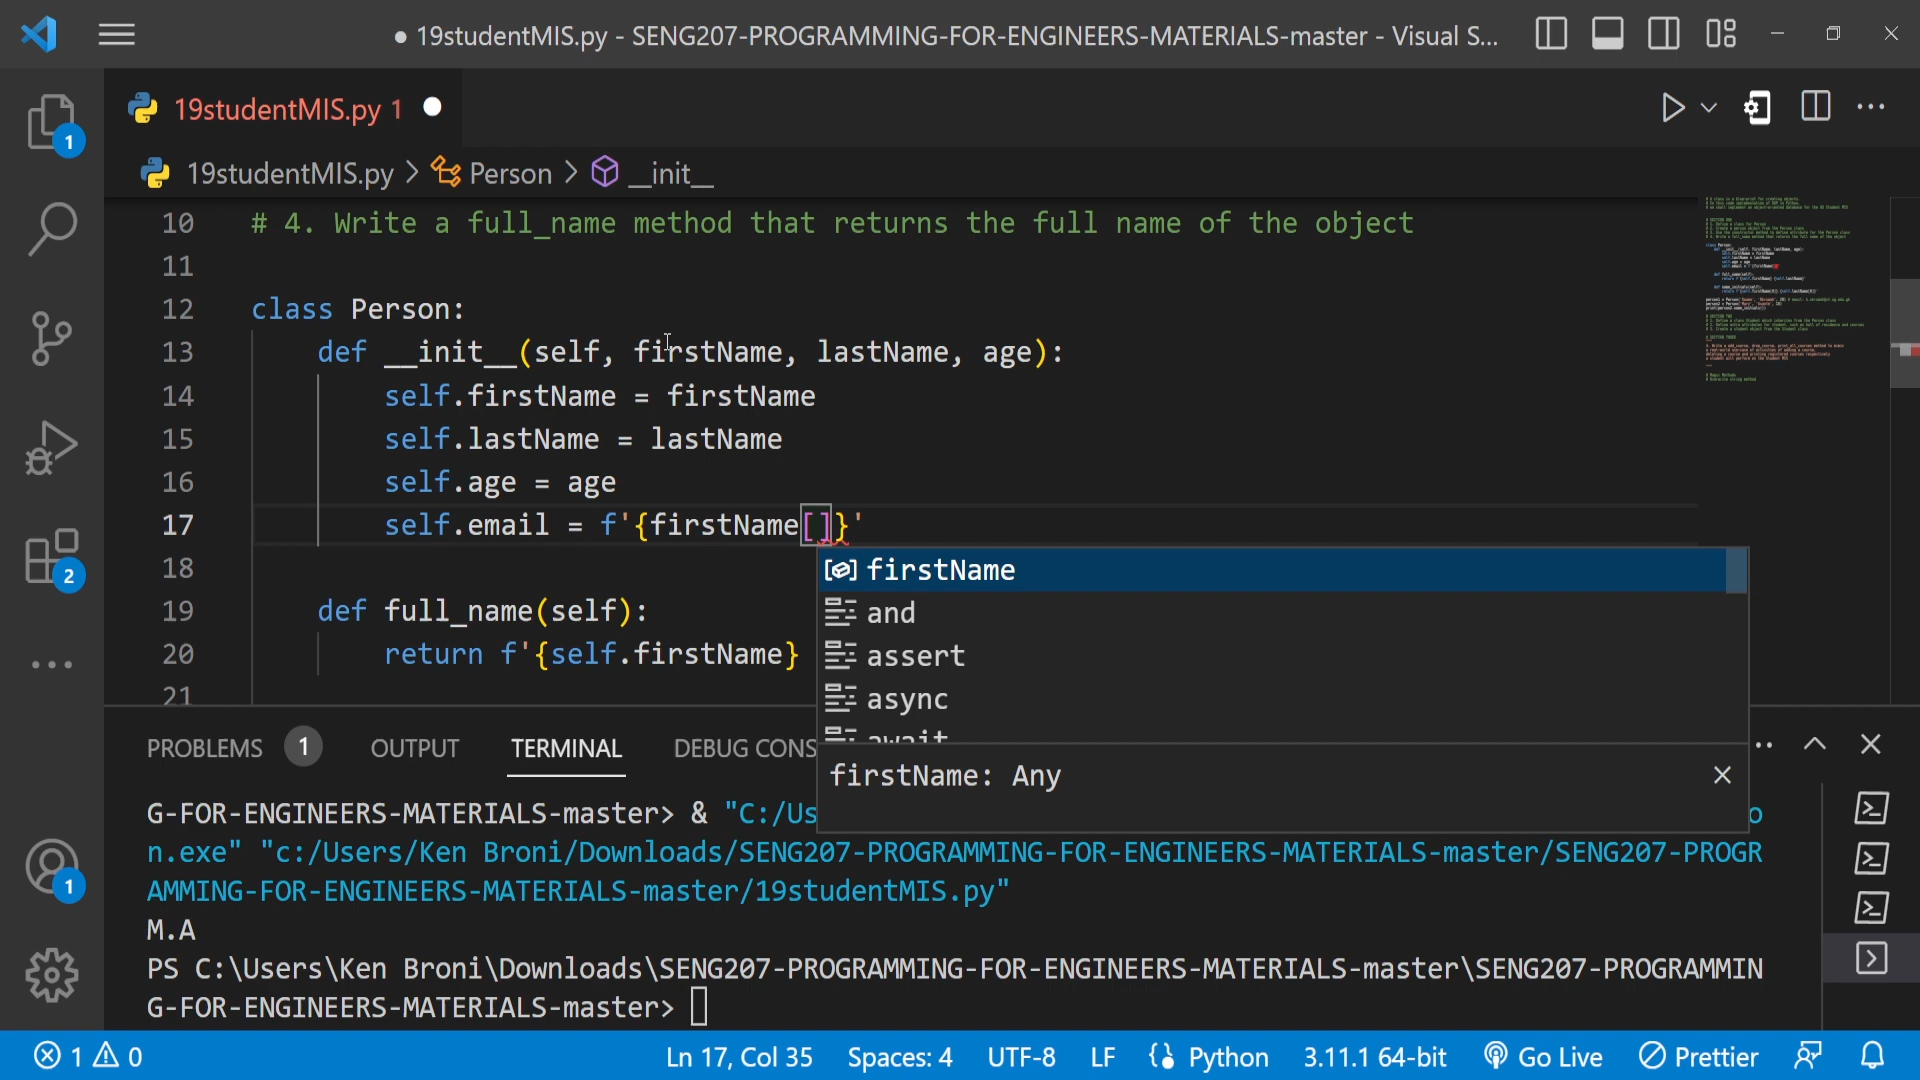 ● 19studentMIS.py - SENG207-PROGRAMMING-FOR-ENGINEERS-MATERIALS-master - Visual S...
19studentMIS.py 1
19studentMIS.py > Person > __init__
10 # 4. Write a full_name method that returns the full name of the object
11
12 class Person:
13 def __init__(self, firstName, lastName, age):
14 self.firstName = firstName
15 self.lastName = lastName
16 self.age = age
17 self.email = f'{firstName[]}'
18
19 def full_name(self):
20 return f'{self.firstName}
21
firstName
and
assert
async
await
firstName: Any
PROBLEMS 1 OUTPUT TERMINAL DEBUG CONS
G-FOR-ENGINEERS-MATERIALS-master> & "C:/Us o
n.exe" "c:/Users/Ken Broni/Downloads/SENG207-PROGRAMMING-FOR-ENGINEERS-MATERIALS-master/SENG207-PROGR
AMMING-FOR-ENGINEERS-MATERIALS-master/19studentMIS.py"
M.A
PS C:\Users\Ken Broni\Downloads\SENG207-PROGRAMMING-FOR-ENGINEERS-MATERIALS-master\SENG207-PROGRAMMIN
G-FOR-ENGINEERS-MATERIALS-master>
1
2
1
1 0 Ln 17, Col 35 Spaces: 4 UTF-8 LF Python 3.11.1 64-bit Go Live Prettier